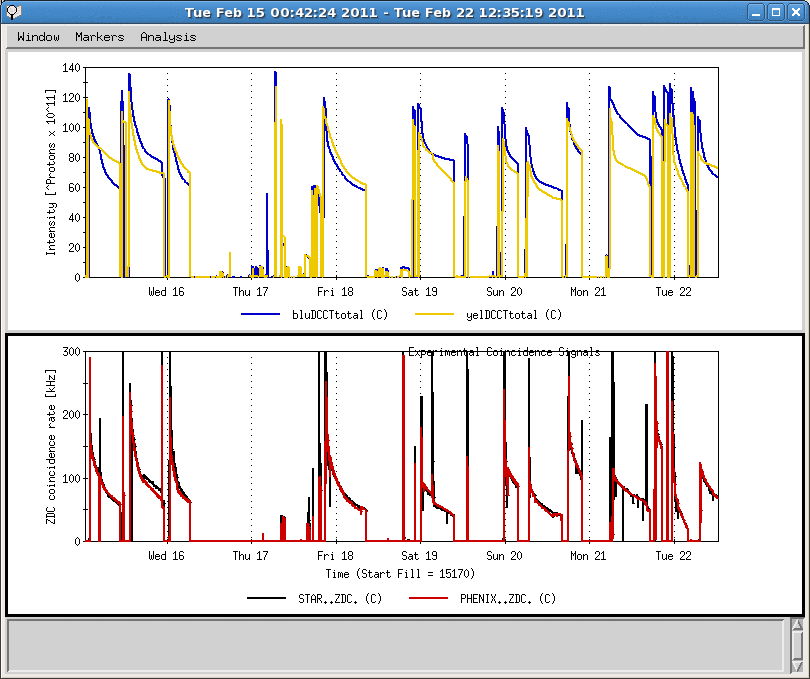 Tue Feb 15 00:42:24 2011 - Tue Feb 22 12:35:19 2011
Window Markers Analysis
Intensity [^Protons x 10^11]
140
120
100
80
60
40
20
0
Wed 16 Thu 17 Fri 18 Sat 19 Sun 20 Mon 21 Tue 22
bluDCCTtotal (C) yelDCCTtotal (C)
Experimental Coincidence Signals
ZDC coincidence rate [kHz]
300
200
100
0
Wed 16 Thu 17 Fri 18 Sat 19 Sun 20 Mon 21 Tue 22
Time (Start Fill = 15170)
STAR..ZDC. (C) PHENIX..ZDC. (C)